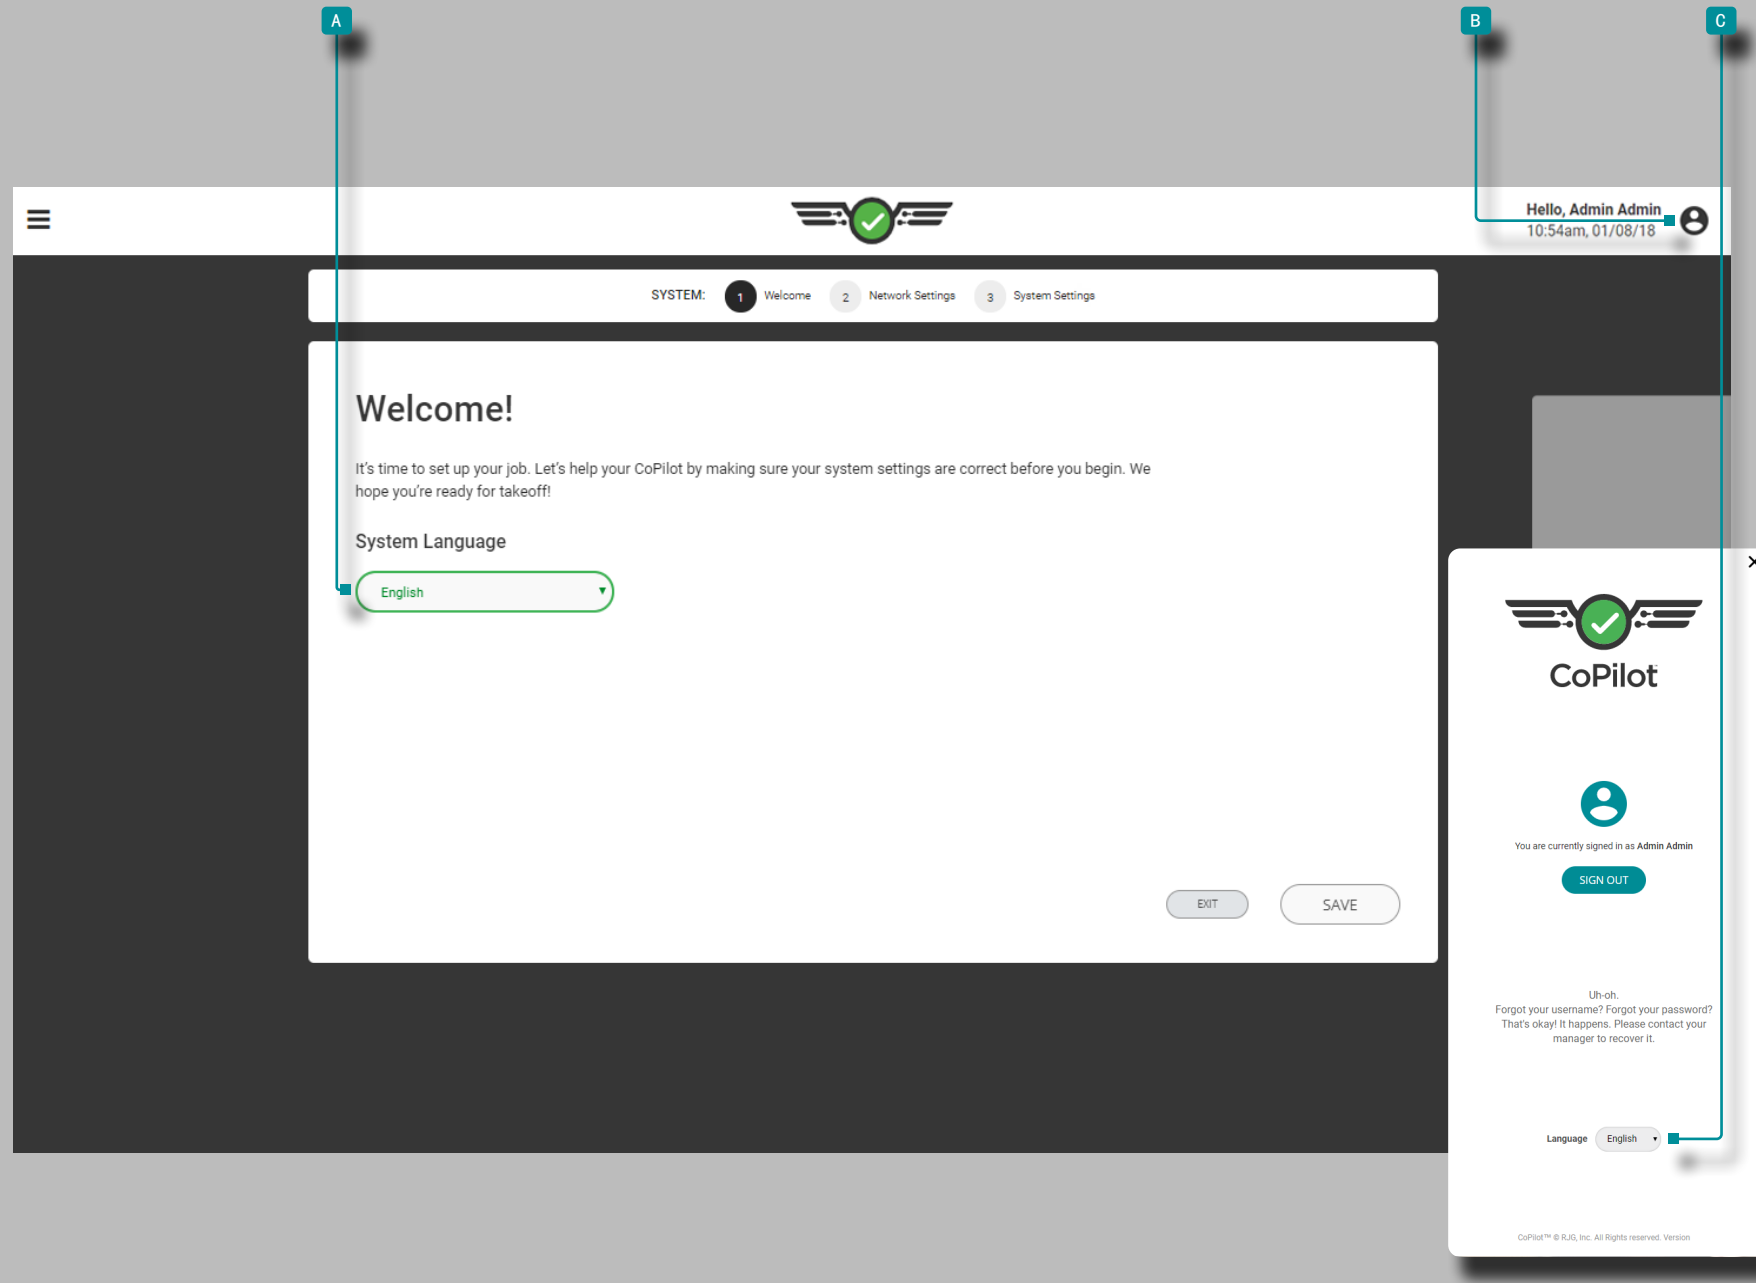 A
B
C
Hello, Admin Admin
10:54am, 01/08/18
SYSTEM: 1 Welcome 2 Network Settings 3 System Settings
Welcome!
It's time to set up your job. Let's help your CoPilot by making sure your system settings are correct before you begin. We
hope you're ready for takeoff!
System Language
English
EXIT
SAVE
CoPilot
You are currently signed in as Admin Admin
SIGN OUT
Uh-oh.
Forgot your username? Forgot your password?
That's okay! It happens. Please contact your
manager to recover it.
Language English
CoPilot™ © RJG, Inc. All Rights reserved. Version